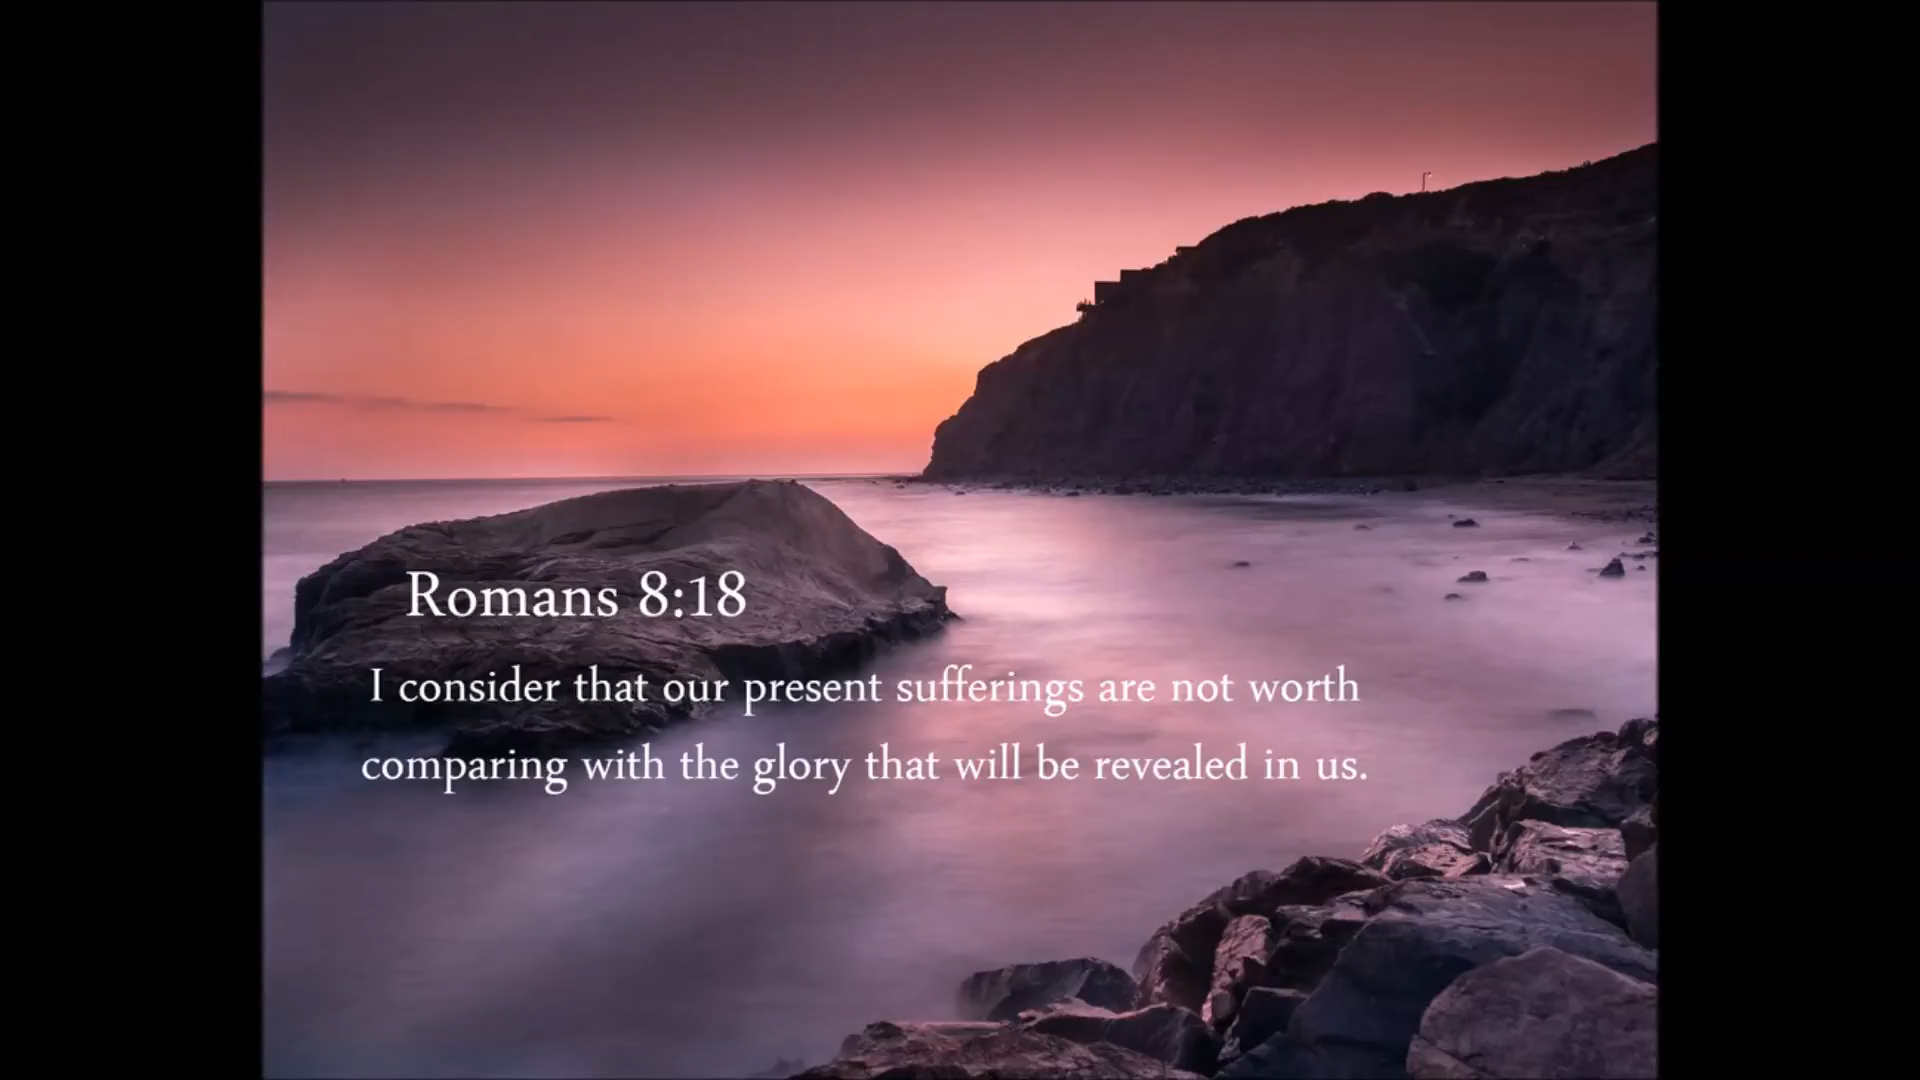 Romans 8:18
I consider that our present sufferings are not worth
comparing with the glory that will be revealed in us.